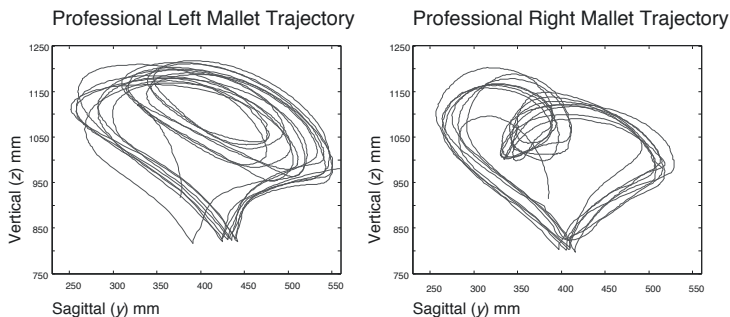 Professional Left Mallet Trajectory
1250
1150
1050
950
850
750
Vertical (z) mm
250 300 350 400 450 500 550
Sagittal (y) mm
Professional Right Mallet Trajectory
1250
1150
1050
950
850
750
Vertical (z) mm
250 300 350 400 450 500 550
Sagittal (y) mm